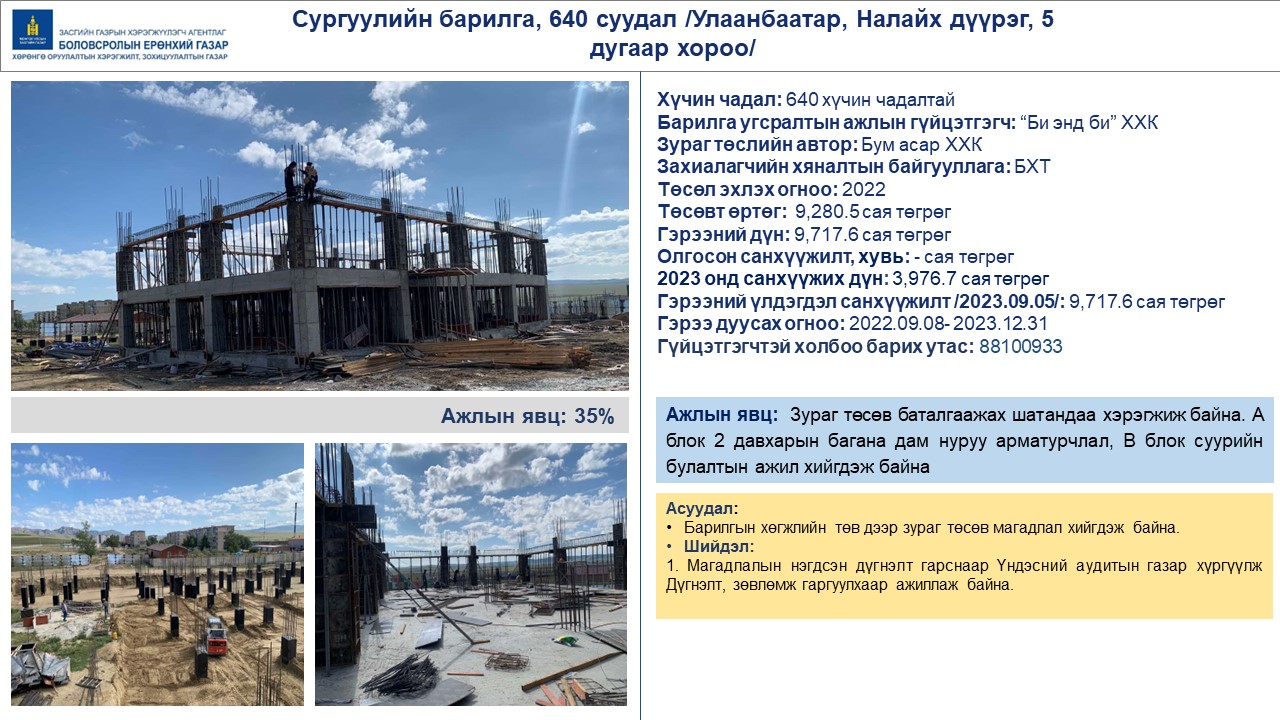 ЗАСГИЙН ГАЗРЫН ХЭРЭГЖҮҮЛЭГЧ АГЕНТЛАГ
БОЛОВСРОЛЫН ЕРӨНХИЙ ГАЗАР
ХӨРӨНГӨ ОРУУЛАЛТЫН ХЭРЭГЖИЛТ, ЗОХИЦУУЛАЛТЫН ГАЗАР
Сургуулийн барилга, 640 суудал /Улаанбаатар, Налайх дүүрэг, 5
дугаар хороо/
Ажлын явц: 35%
Хүчин чадал: 640 хүчин чадалтай
Барилга угсралтын ажлын гүйцэтгэгч: “Би энд би” ХХК
Зураг төслийн автор: Бум асар ХХК
Захиалагчийн хяналтын байгууллага: БХТ
Төсөл эхлэх огноо: 2022
Төсөвт өртөг: 9,280.5 сая төгрөг
Гэрээний дүн: 9,717.6 сая төгрөг
Олгосон санхүүжилт, хувь: - сая төгрөг
2023 онд санхүүжих дүн: 3,976.7 сая төгрөг
Гэрээний үлдэгдэл санхүүжилт /2023.09.05/: 9,717.6 сая төгрөг
Гэрээ дуусах огноо: 2022.09.08- 2023.12.31
Гүйцэтгэгчтэй холбоо барих утас: 88100933
Ажлын явц: Зураг төсөв баталгаажах шатандаа хэрэгжиж байна. А
блок 2 давхарын багана дам нуруу арматурчлал, В блок суурийн
булалтын ажил хийгдэж байна
Асуудал:
• Барилгын хөгжлийн төв дээр зураг төсөв магадлал хийгдэж байна.
• Шийдэл:
1. Магадлалын нэгдсэн дүгнэлт гарснаар Үндэсний аудитын газар хүргүүлж
Дүгнэлт, зөвлөмж гаргуулхаар ажиллаж байна.